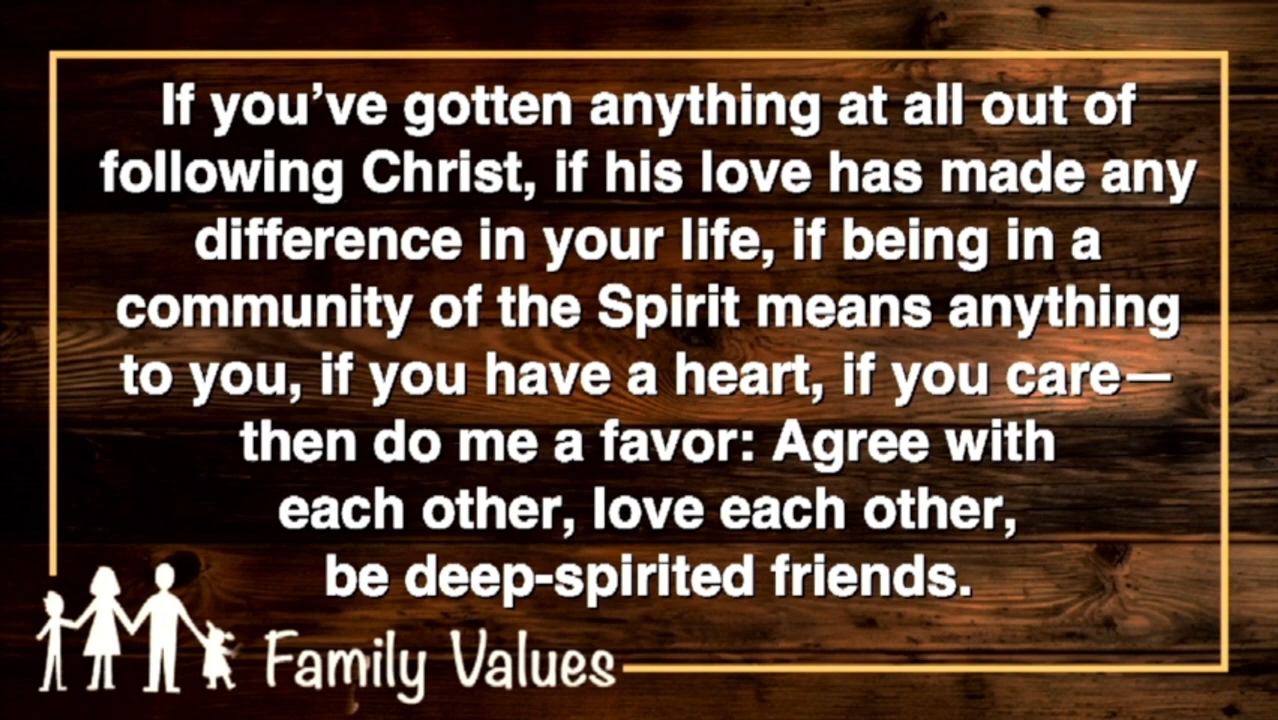 If you’ve gotten anything at all out of
following Christ, if his love has made any
difference in your life, if being in a
community of the Spirit means anything
to you, if you have a heart, if you care—
then do me a favor: Agree with
each other, love each other,
be deep-spirited friends.
Family Values